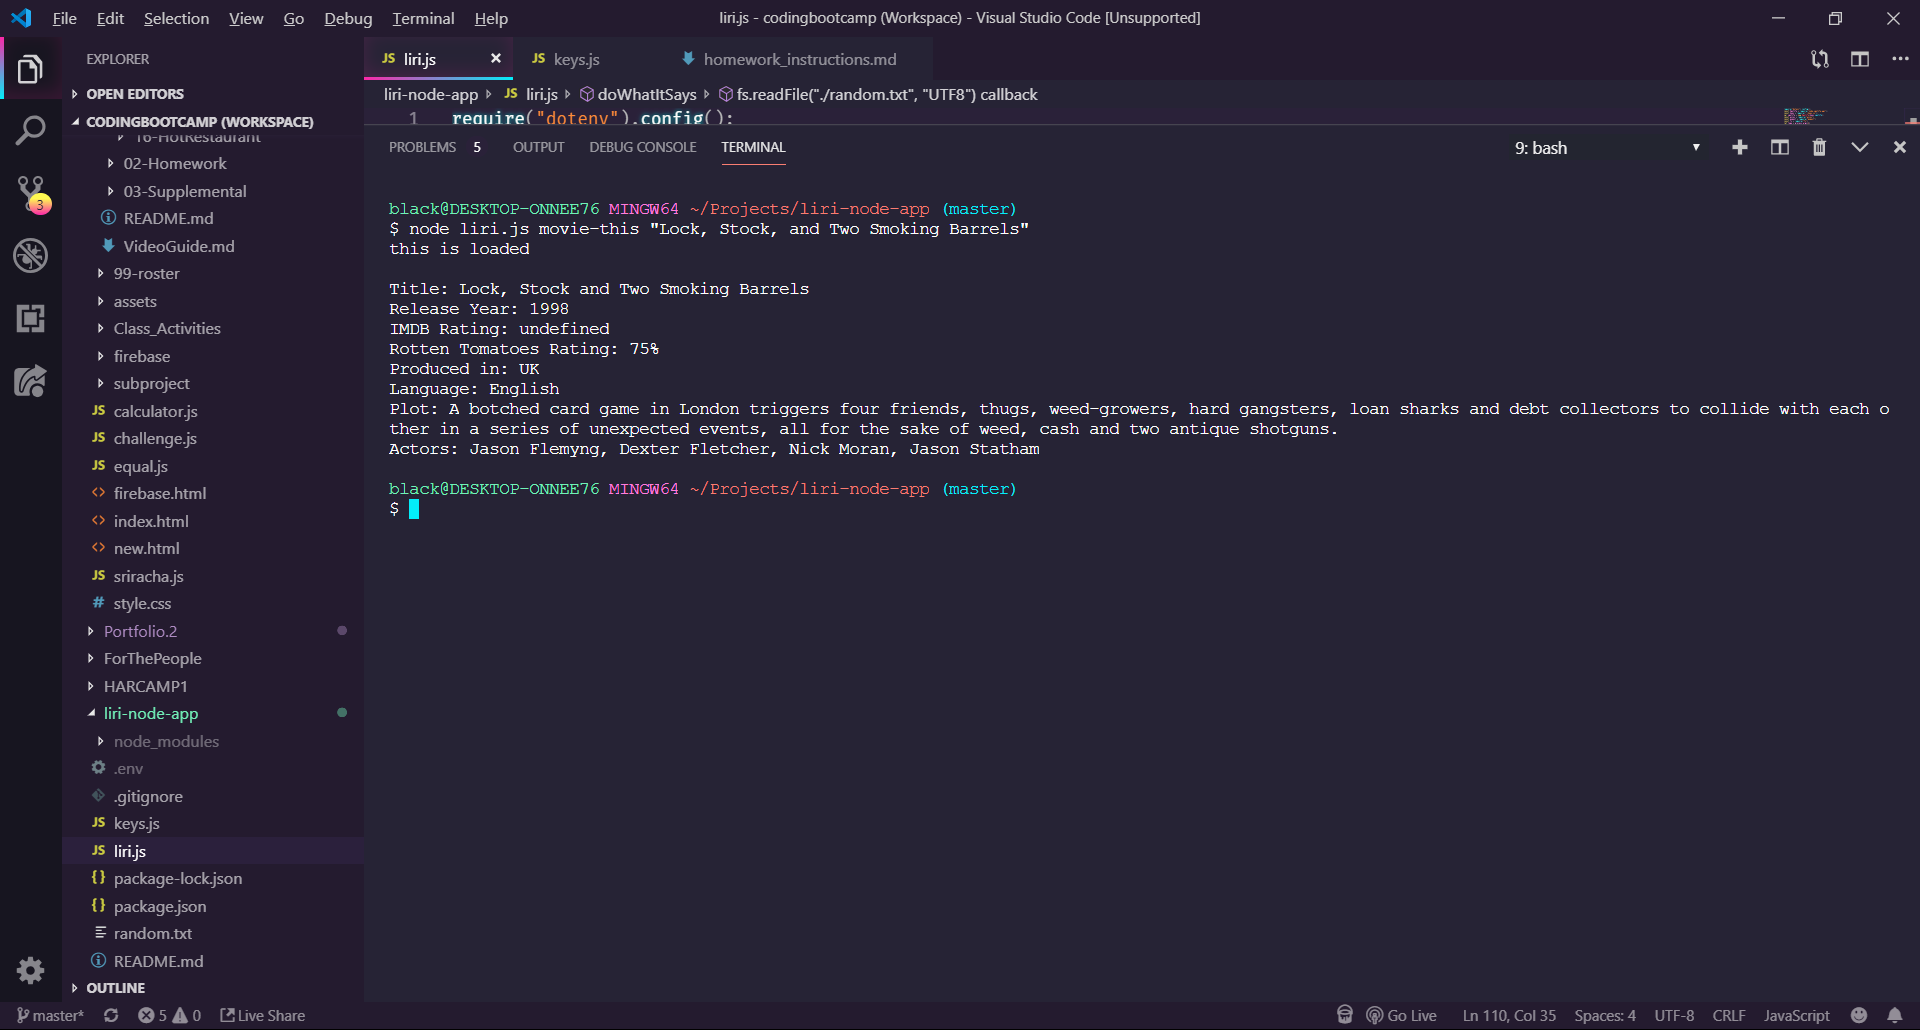 File Edit Selection View Go Debug Terminal Help
liri.js - codingbootcamp (Workspace) - Visual Studio Code [Unsupported]
EXPLORER
JS liri.js
JS keys.js
homework_instructions.md
OPEN EDITORS
liri-node-app JS liri.js doWhatItSays fs.readFile("./random.txt", "UTF8") callback
CODINGBOOTCAMP (WORKSPACE)
1 require("dotenv").config();
16-HotRestaurant
PROBLEMS 5 OUTPUT DEBUG CONSOLE TERMINAL
9: bash
02-Homework
03-Supplemental
README.md
VideoGuide.md
99-roster
assets
Class_Activities
firebase
subproject
JS calculator.js
JS challenge.js
JS equal.js
<> firebase.html
<> index.html
<> new.html
JS sriracha.js
# style.css
Portfolio.2
ForThePeople
HARCAMP1
liri-node-app
node_modules
.env
.gitignore
JS keys.js
JS liri.js
{} package-lock.json
{} package.json
random.txt
README.md
OUTLINE
3
black@DESKTOP-ONNEE76 MINGW64 ~/Projects/liri-node-app (master)
$ node liri.js movie-this "Lock, Stock, and Two Smoking Barrels"
this is loaded
Title: Lock, Stock and Two Smoking Barrels
Release Year: 1998
IMDB Rating: undefined
Rotten Tomatoes Rating: 75%
Produced in: UK
Language: English
Plot: A botched card game in London triggers four friends, thugs, weed-growers, hard gangsters, loan sharks and debt collectors to collide with each o
ther in a series of unexpected events, all for the sake of weed, cash and two antique shotguns.
Actors: Jason Flemyng, Dexter Fletcher, Nick Moran, Jason Statham
black@DESKTOP-ONNEE76 MINGW64 ~/Projects/liri-node-app (master)
$
master* 5 0 Live Share
Go Live Ln 110, Col 35 Spaces: 4 UTF-8 CRLF JavaScript